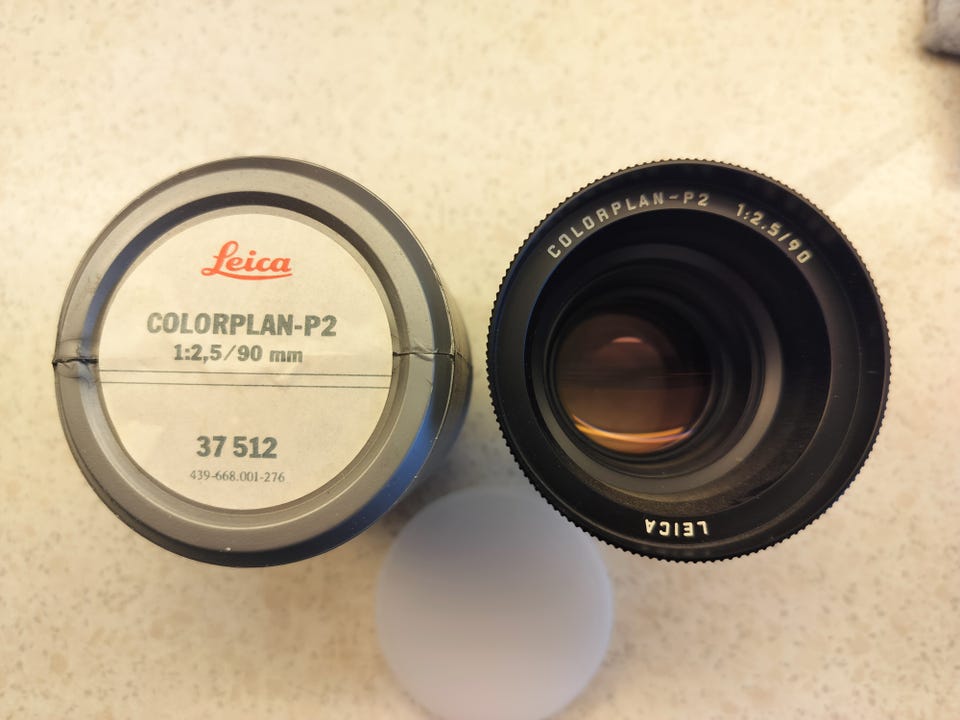 Leica
COLORPLAN-P2
1:2,5/90 mm
37 512
439-668.001-276
COLORPLAN-P2 1:2.5/90
LEICA